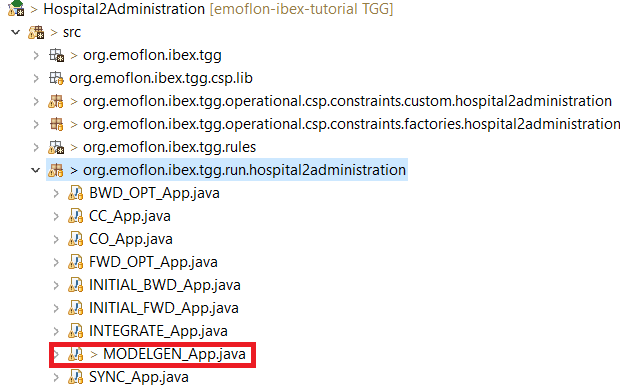 > Hospital2Administration [emoflon-ibex-tutorial TGG]
> src
> org.emoflon.ibex.tgg
org.emoflon.ibex.tgg.csp.lib
> org.emoflon.ibex.tgg.operational.csp.constraints.custom.hospital2administration
> org.emoflon.ibex.tgg.operational.csp.constraints.factories.hospital2administration
> org.emoflon.ibex.tgg.rules
> org.emoflon.ibex.tgg.run.hospital2administration
BWD_OPT_App.java
CC_App.java
CO_App.java
FWD_OPT_App.java
INITIAL_BWD_App.java
INITIAL_FWD_App.java
INTEGRATE_App.java
> MODELGEN_App.java
SYNC_App.java